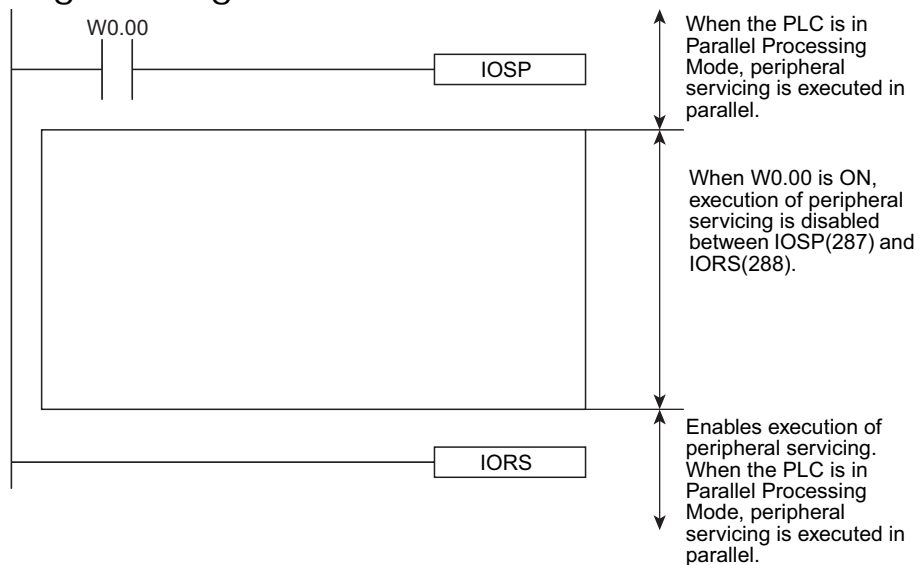 W0.00
IOSP
When the PLC is in
Parallel Processing
Mode, peripheral
servicing is executed in
parallel.
When W0.00 is ON,
execution of peripheral
servicing is disabled
between IOSP(287) and
IORS(288).
IORS
Enables execution of
peripheral servicing.
When the PLC is in
Parallel Processing
Mode, peripheral
servicing is executed in
parallel.